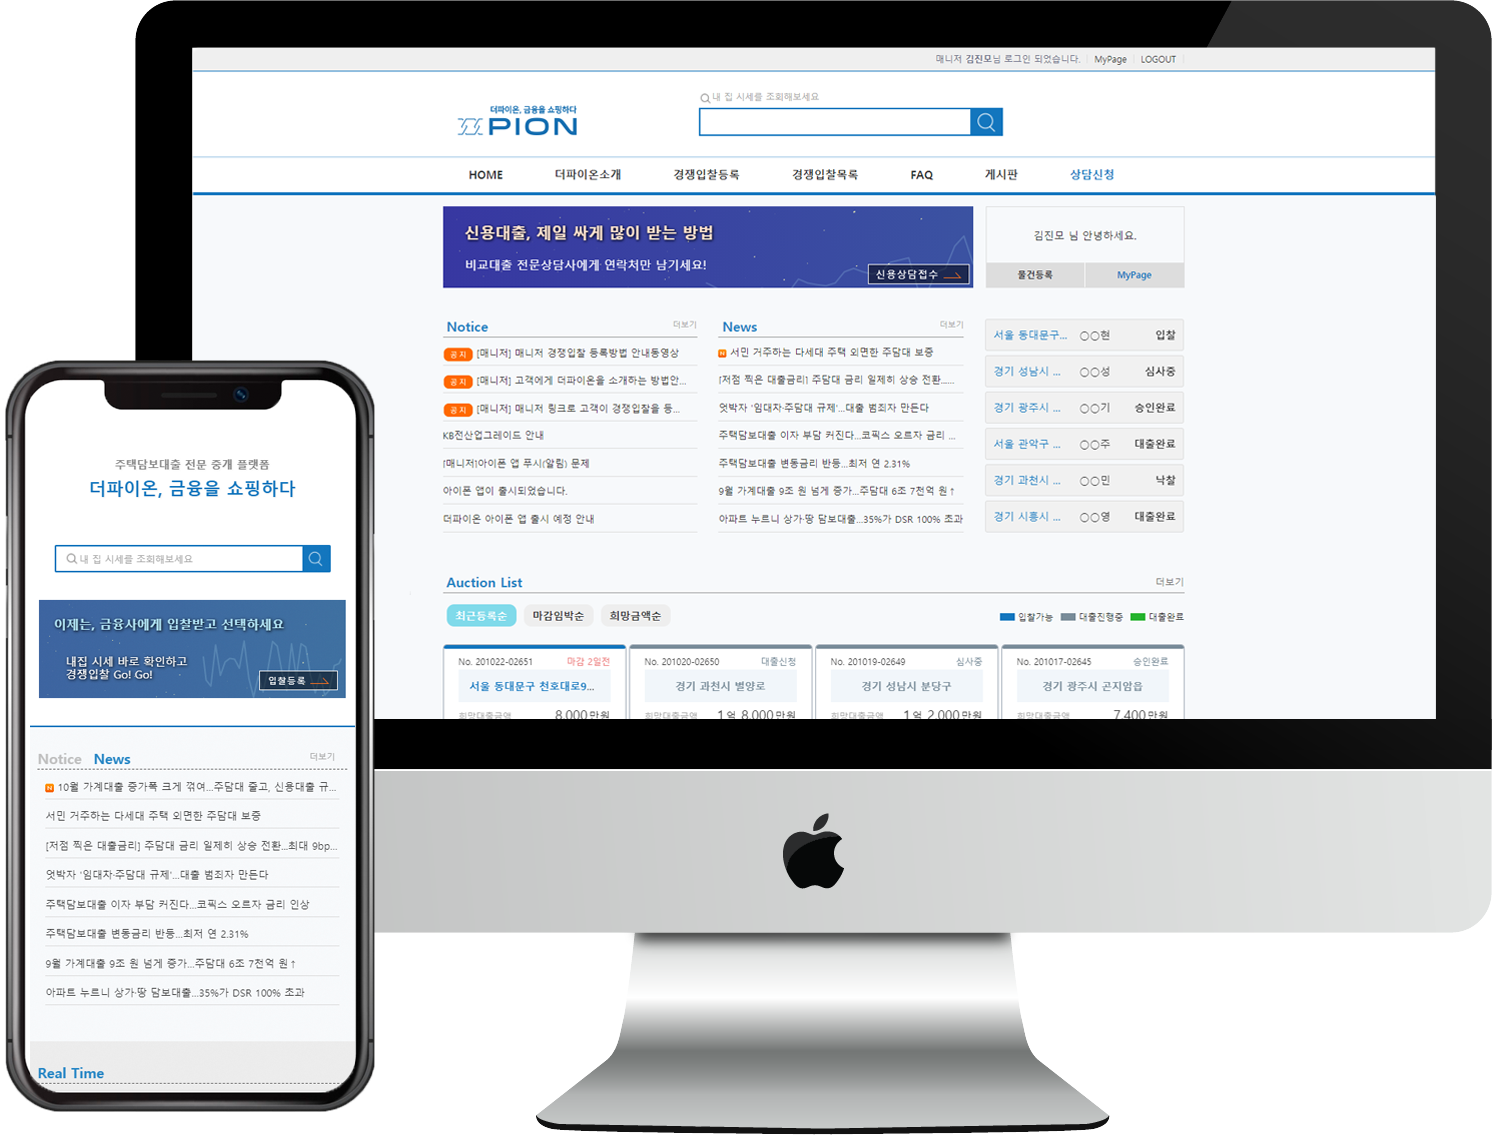 매니저 김진모님 로그인 되었습니다. MyPage LOGOUT
내 집 시세를 조회해보세요
더파이온, 금융을 쇼핑하다
PION
HOME 더파이온소개 경쟁입찰등록 경쟁입찰목록 FAQ 게시판 상담신청
신용대출, 제일 싸게 많이 받는 방법
비교대출 전문상담사에게 연락처만 남기세요!
신용상담접수
김진모 님 안녕하세요.
물건등록 MyPage
Notice 더보기
공지 [매니저] 매니저 경쟁입찰 등록방법 안내동영상
공지 [매니저] 고객에게 더파이온을 소개하는 방법안...
공지 [매니저] 매니저 링크로 고객이 경쟁입찰을 등...
KB전산업그레이드 안내
[매니저]아이폰 앱 푸시(알림) 문제
아이폰 앱이 출시되었습니다.
더파이온 아이폰 앱 출시 예정 안내
News 더보기
N 서민 거주하는 다세대 주택 외면한 주담대 보증
[저점 찍은 대출금리] 주담대 금리 일제히 상승 전환......
엇박자 '임대차·주담대 규제'...대출 범죄자 만든다
주택담보대출 이자 부담 커진다...코픽스 오르자 금리 ...
주택담보대출 변동금리 반등...최저 연 2.31%
9월 가계대출 9조 원 넘게 증가...주담대 6조 7천억 원↑
아파트 누르니 상가·땅 담보대출...35%가 DSR 100% 초과
서울 동대문구... ○○현 입찰
경기 성남시 ... ○○성 심사중
경기 광주시 ... ○○기 승인완료
서울 관악구 ... ○○주 대출완료
경기 과천시 ... ○○민 낙찰
경기 시흥시 ... ○○영 대출완료
Auction List 더보기
최근등록순 마감임박순 희망금액순
입찰가능 대출진행중 대출완료
No. 201022-02651 마감 2일전
서울 동대문구 천호대로9...
희망대출금액 8,000만원
No. 201020-02650 대출신청
경기 과천시 별양로
희망대출금액 1억 8,000만원
No. 201019-02649 심사중
경기 성남시 분당구
희망대출금액 1억 2,000만원
No. 201017-02645 승인완료
경기 광주시 곤지암읍
희망대출금액 7,400만원
주택담보대출 전문 중개 플랫폼
더파이온, 금융을 쇼핑하다
내 집 시세를 조회해보세요
이제는, 금융사에게 입찰받고 선택하세요
내집 시세 바로 확인하고
경쟁입찰 Go! Go!
입찰등록
Notice News 더보기
N 10월 가계대출 증가폭 크게 꺾여...주담대 줄고, 신용대출 규...
서민 거주하는 다세대 주택 외면한 주담대 보증
[저점 찍은 대출금리] 주담대 금리 일제히 상승 전환...최대 9bp...
엇박자 '임대차·주담대 규제'...대출 범죄자 만든다
주택담보대출 이자 부담 커진다...코픽스 오르자 금리 인상
주택담보대출 변동금리 반등...최저 연 2.31%
9월 가계대출 9조 원 넘게 증가...주담대 6조 7천억 원↑
아파트 누르니 상가·땅 담보대출...35%가 DSR 100% 초과
Real Time